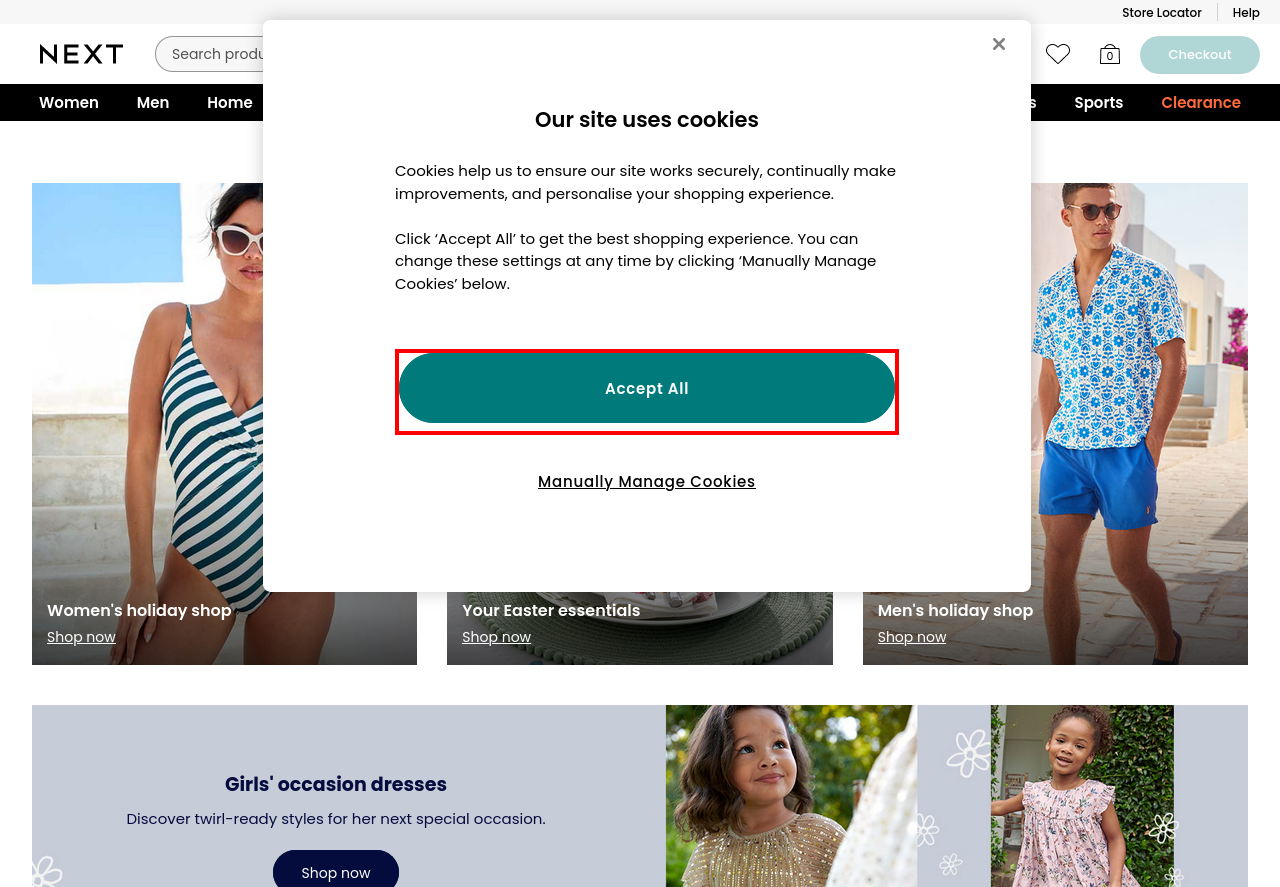 Store Locator
Help
NEXT
Search produ
0
Checkout
Women
Men
Home
s
Sports
Clearance
Our site uses cookies
Cookies help us to ensure our site works securely, continually make
improvements, and personalise your shopping experience.
Click ‘Accept All’ to get the best shopping experience. You can
change these settings at any time by clicking ‘Manually Manage
Cookies’ below.
Accept All
Manually Manage Cookies
Women's holiday shop
Shop now
Your Easter essentials
Shop now
Men's holiday shop
Shop now
Girls' occasion dresses
Discover twirl-ready styles for her next special occasion.
Shop now